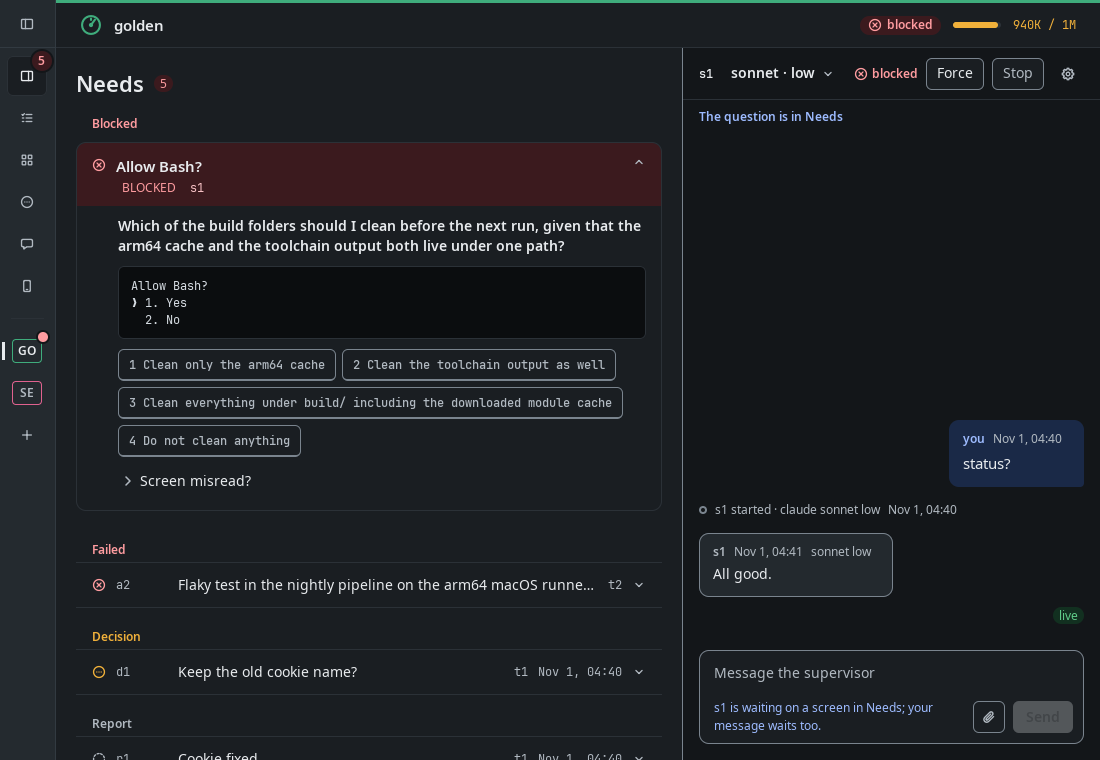 golden
blocked
940K / 1M
5
Needs 5
Blocked
Allow Bash?
BLOCKED s1
Which of the build folders should I clean before the next run, given that the
arm64 cache and the toolchain output both live under one path?
Allow Bash?
❯ 1. Yes
2. No
1 Clean only the arm64 cache
2 Clean the toolchain output as well
3 Clean everything under build/ including the downloaded module cache
4 Do not clean anything
Screen misread?
Failed
a2 Flaky test in the nightly pipeline on the arm64 macOS runne… t2
Decision
d1 Keep the old cookie name? t1 Nov 1, 04:40
Report
r1 Cookie fixed t1 Nov 1, 04:40
GO
SE
s1 sonnet · low blocked Force Stop
The question is in Needs
you Nov 1, 04:40
status?
s1 started · claude sonnet low Nov 1, 04:40
s1 Nov 1, 04:41 sonnet low
All good.
live
Message the supervisor
s1 is waiting on a screen in Needs; your
message waits too.
Send